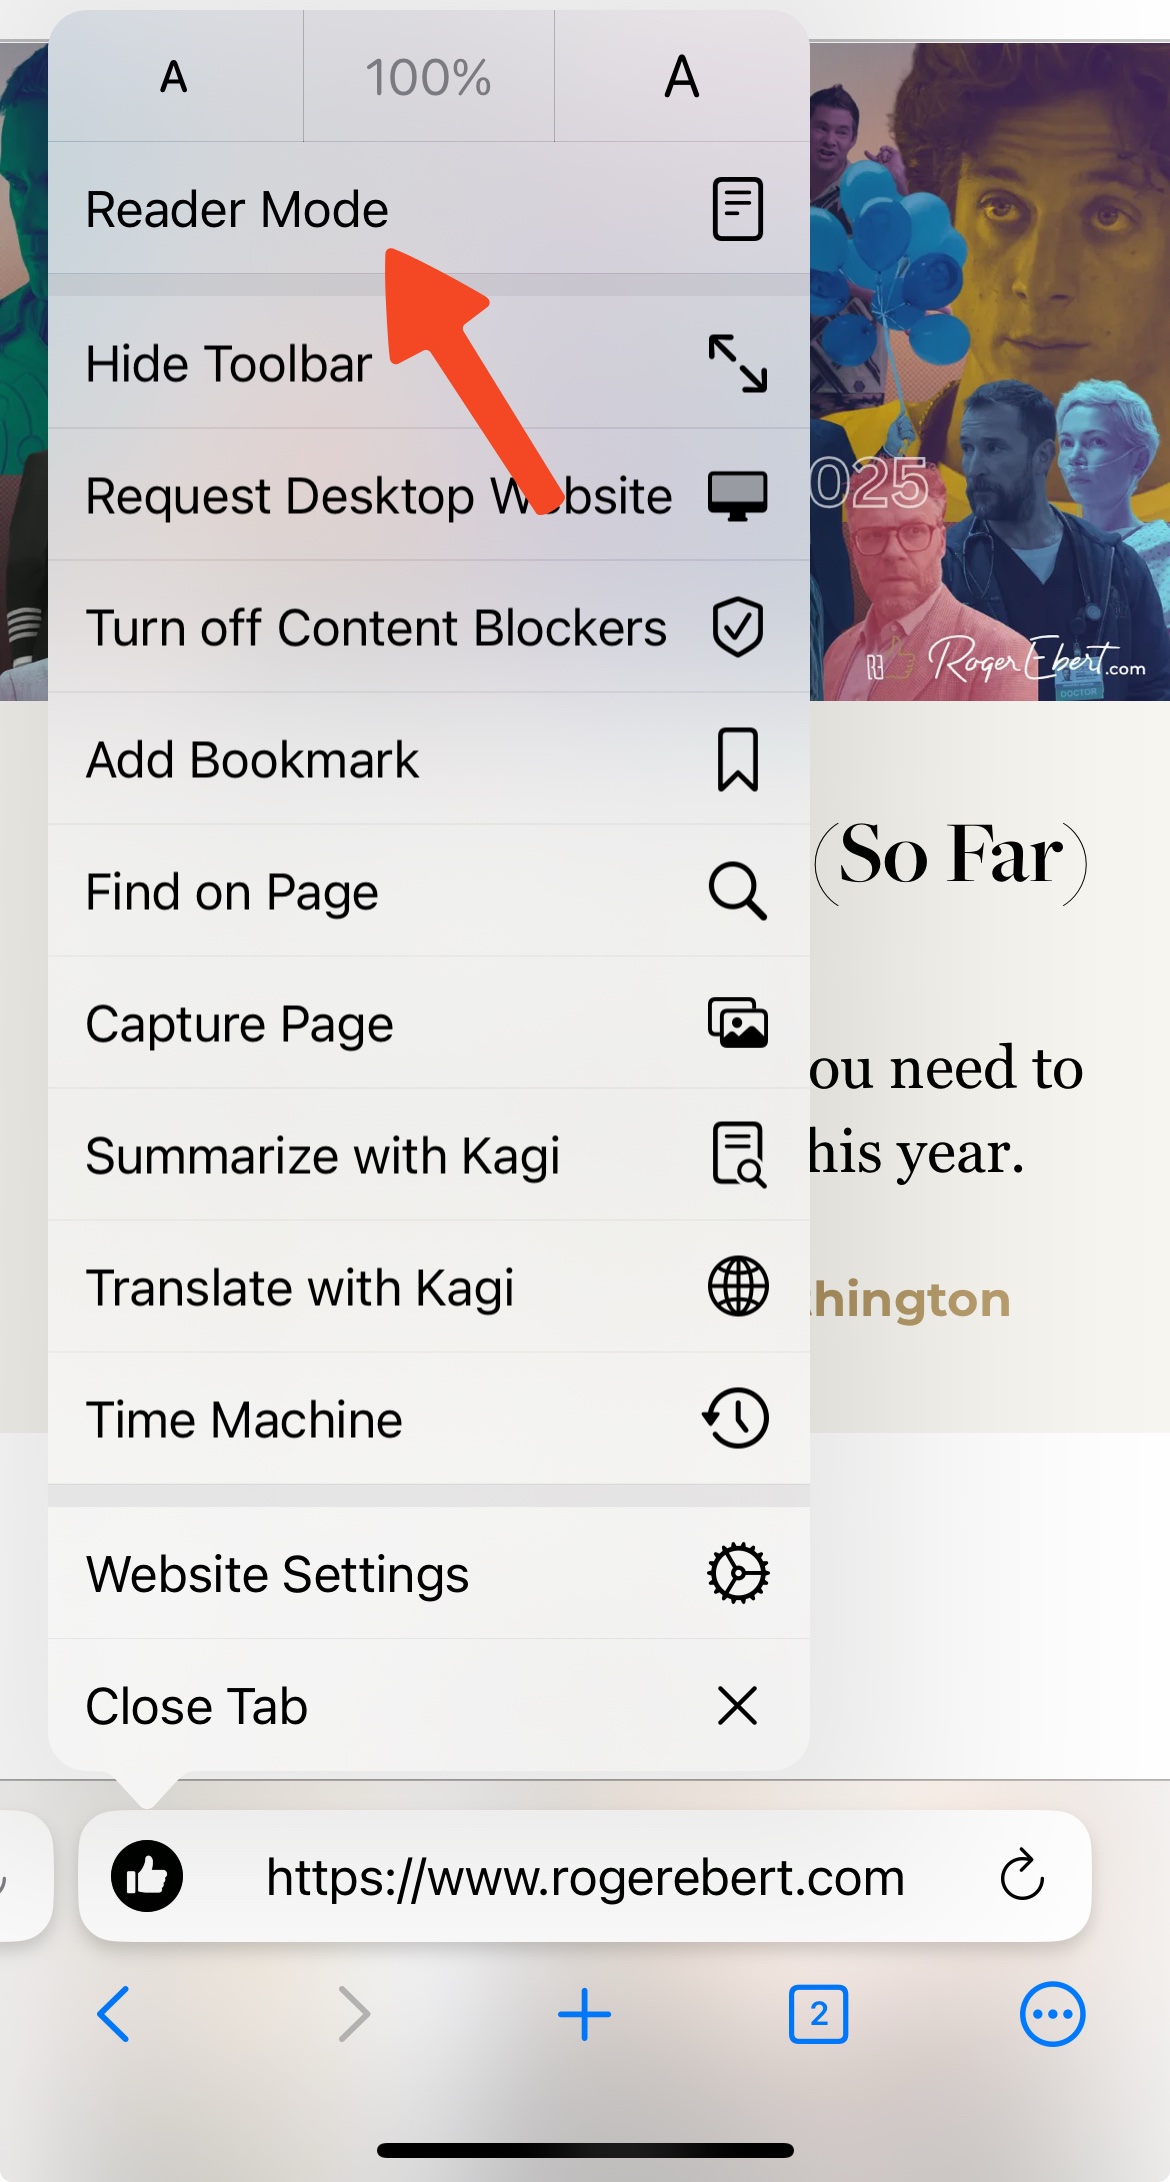 A 100% A
Reader Mode
Hide Toolbar
Request Desktop W bsite
Turn off Content Blockers
Add Bookmark
Find on Page
Capture Page
Summarize with Kagi
Translate with Kagi
Time Machine
Website Settings
Close Tab
025
RogerEbert.com
DOCTOR
(So Far)
ou need to
his year.
hington
https://www.rogerebert.com
2